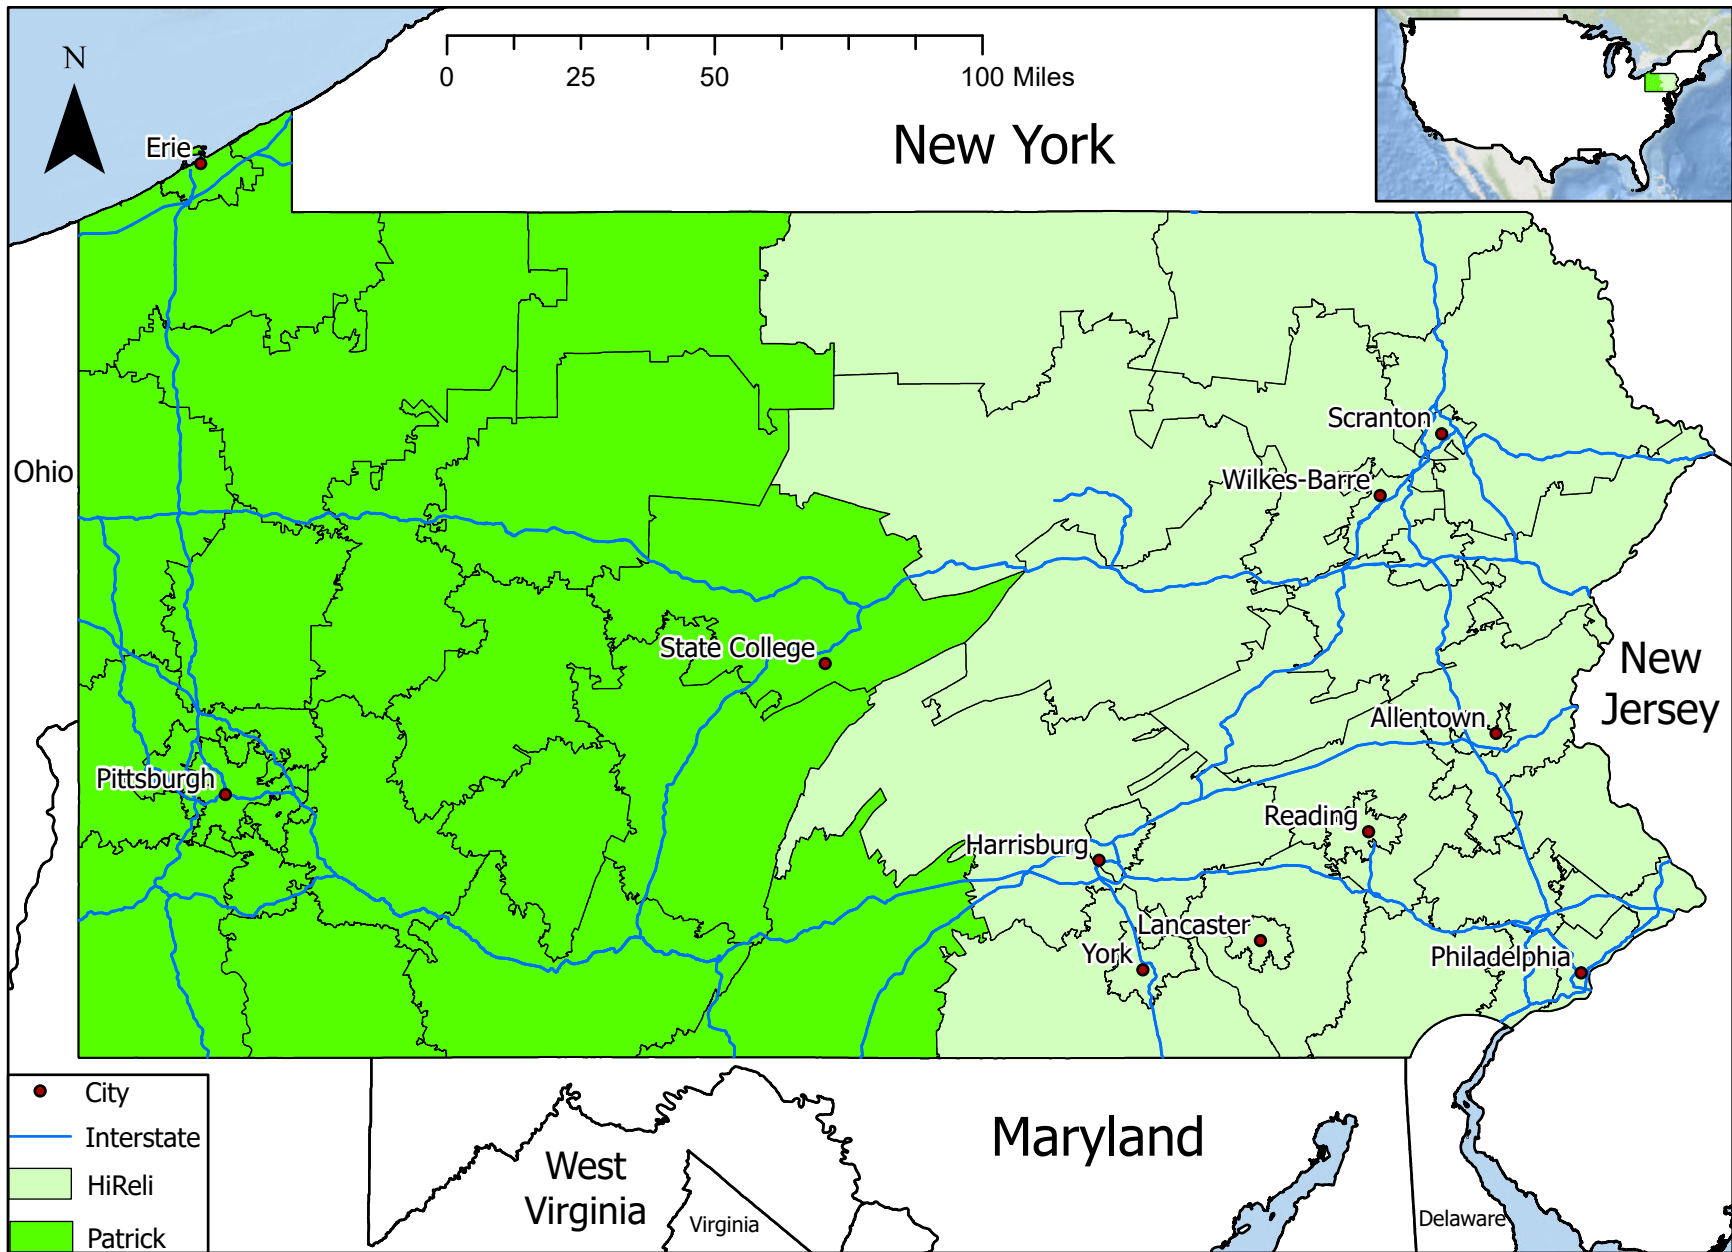 N
0 25 50 100 Miles
New York
Erie
Scranton
Ohio
Wilkes-Barre
State College
New
Jersey
Allentown
Pittsburgh
Reading
Harrisburg
Lancaster
York
Philadelphia
City
Interstate
HiReli
Patrick
West
Virginia
Virginia
Maryland
Delaware